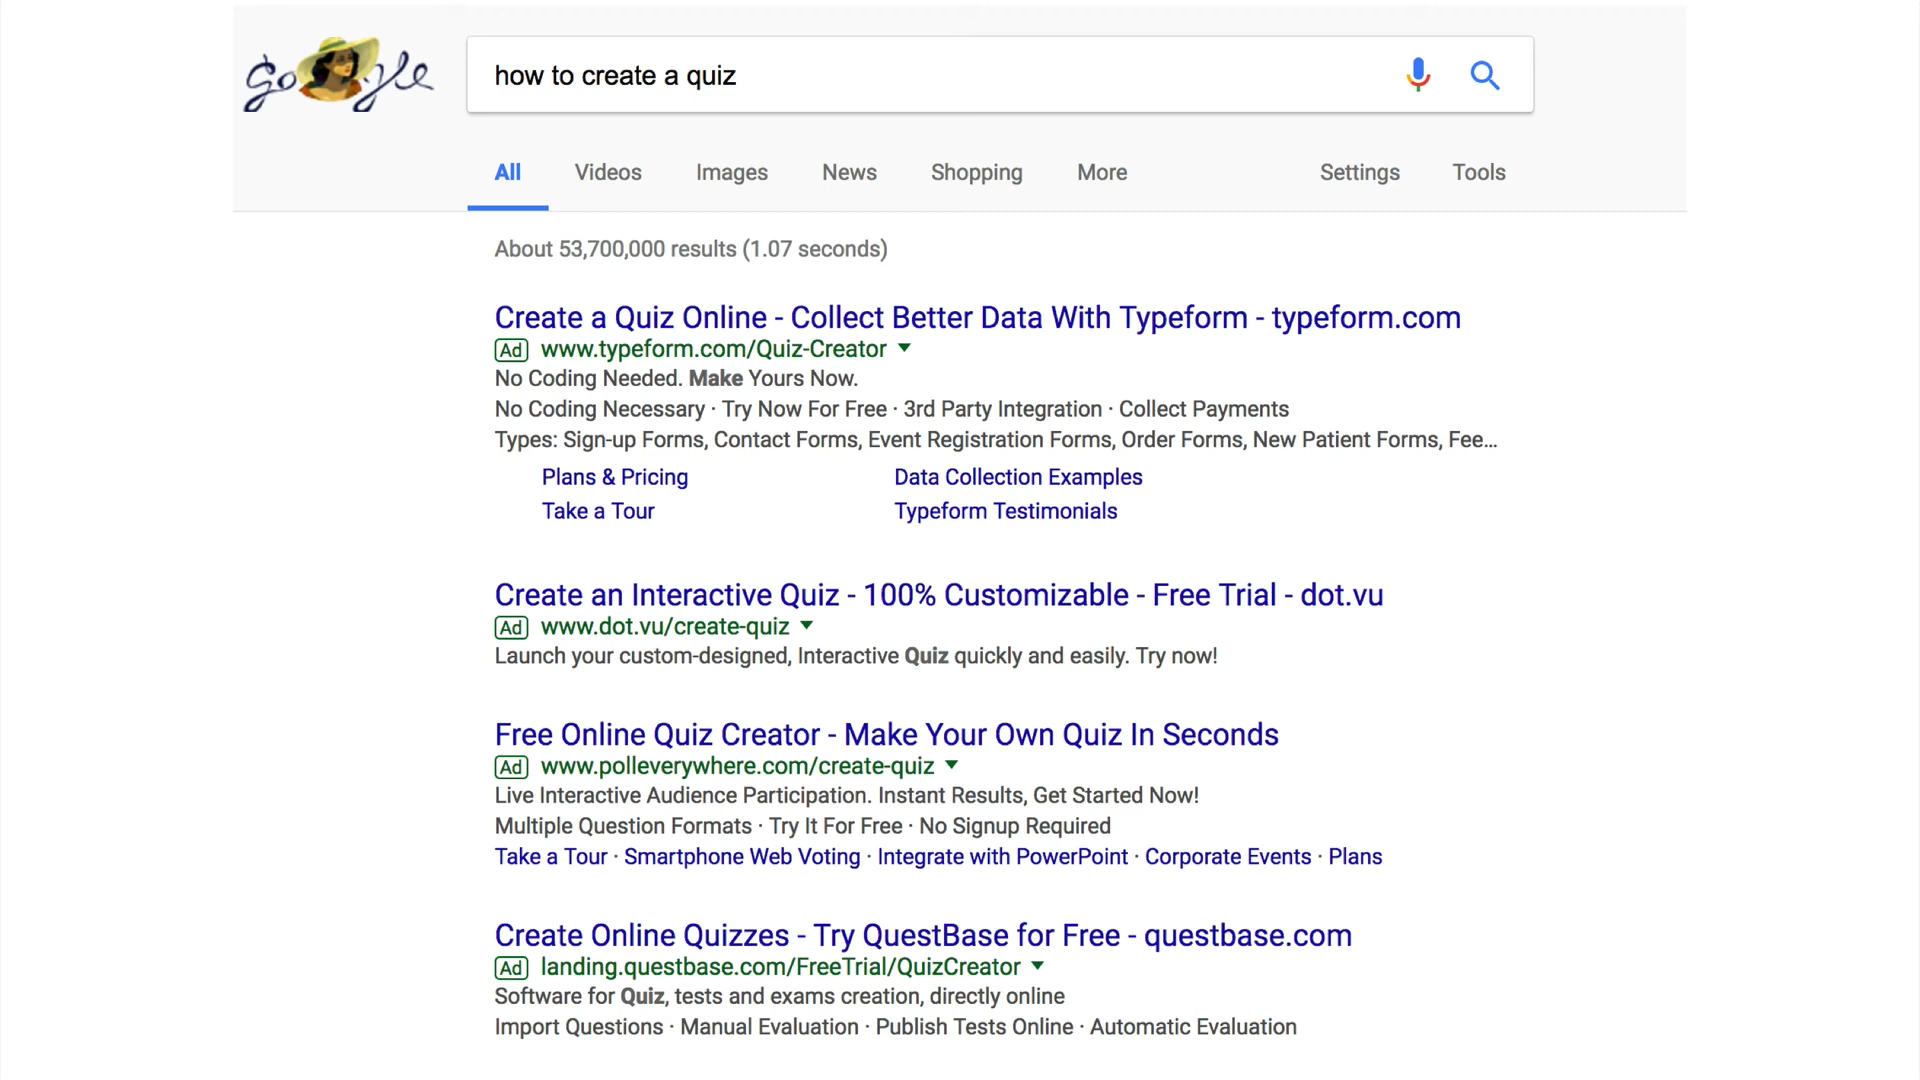 Google
how to create a quiz
All Videos Images News Shopping More Settings Tools
About 53,700,000 results (1.07 seconds)
Create a Quiz Online - Collect Better Data With Typeform - typeform.com
Ad www.typeform.com/Quiz-Creator
No Coding Needed. Make Yours Now.
No Coding Necessary · Try Now For Free · 3rd Party Integration · Collect Payments
Types: Sign-up Forms, Contact Forms, Event Registration Forms, Order Forms, New Patient Forms, Fee...
Plans & Pricing Data Collection Examples
Take a Tour Typeform Testimonials
Create an Interactive Quiz - 100% Customizable - Free Trial - dot.vu
Ad www.dot.vu/create-quiz
Launch your custom-designed, Interactive Quiz quickly and easily. Try now!
Free Online Quiz Creator - Make Your Own Quiz In Seconds
Ad www.polleverywhere.com/create-quiz
Live Interactive Audience Participation. Instant Results, Get Started Now!
Multiple Question Formats · Try It For Free · No Signup Required
Take a Tour · Smartphone Web Voting · Integrate with PowerPoint · Corporate Events · Plans
Create Online Quizzes - Try QuestBase for Free - questbase.com
Ad landing.questbase.com/FreeTrial/QuizCreator
Software for Quiz, tests and exams creation, directly online
Import Questions · Manual Evaluation · Publish Tests Online · Automatic Evaluation